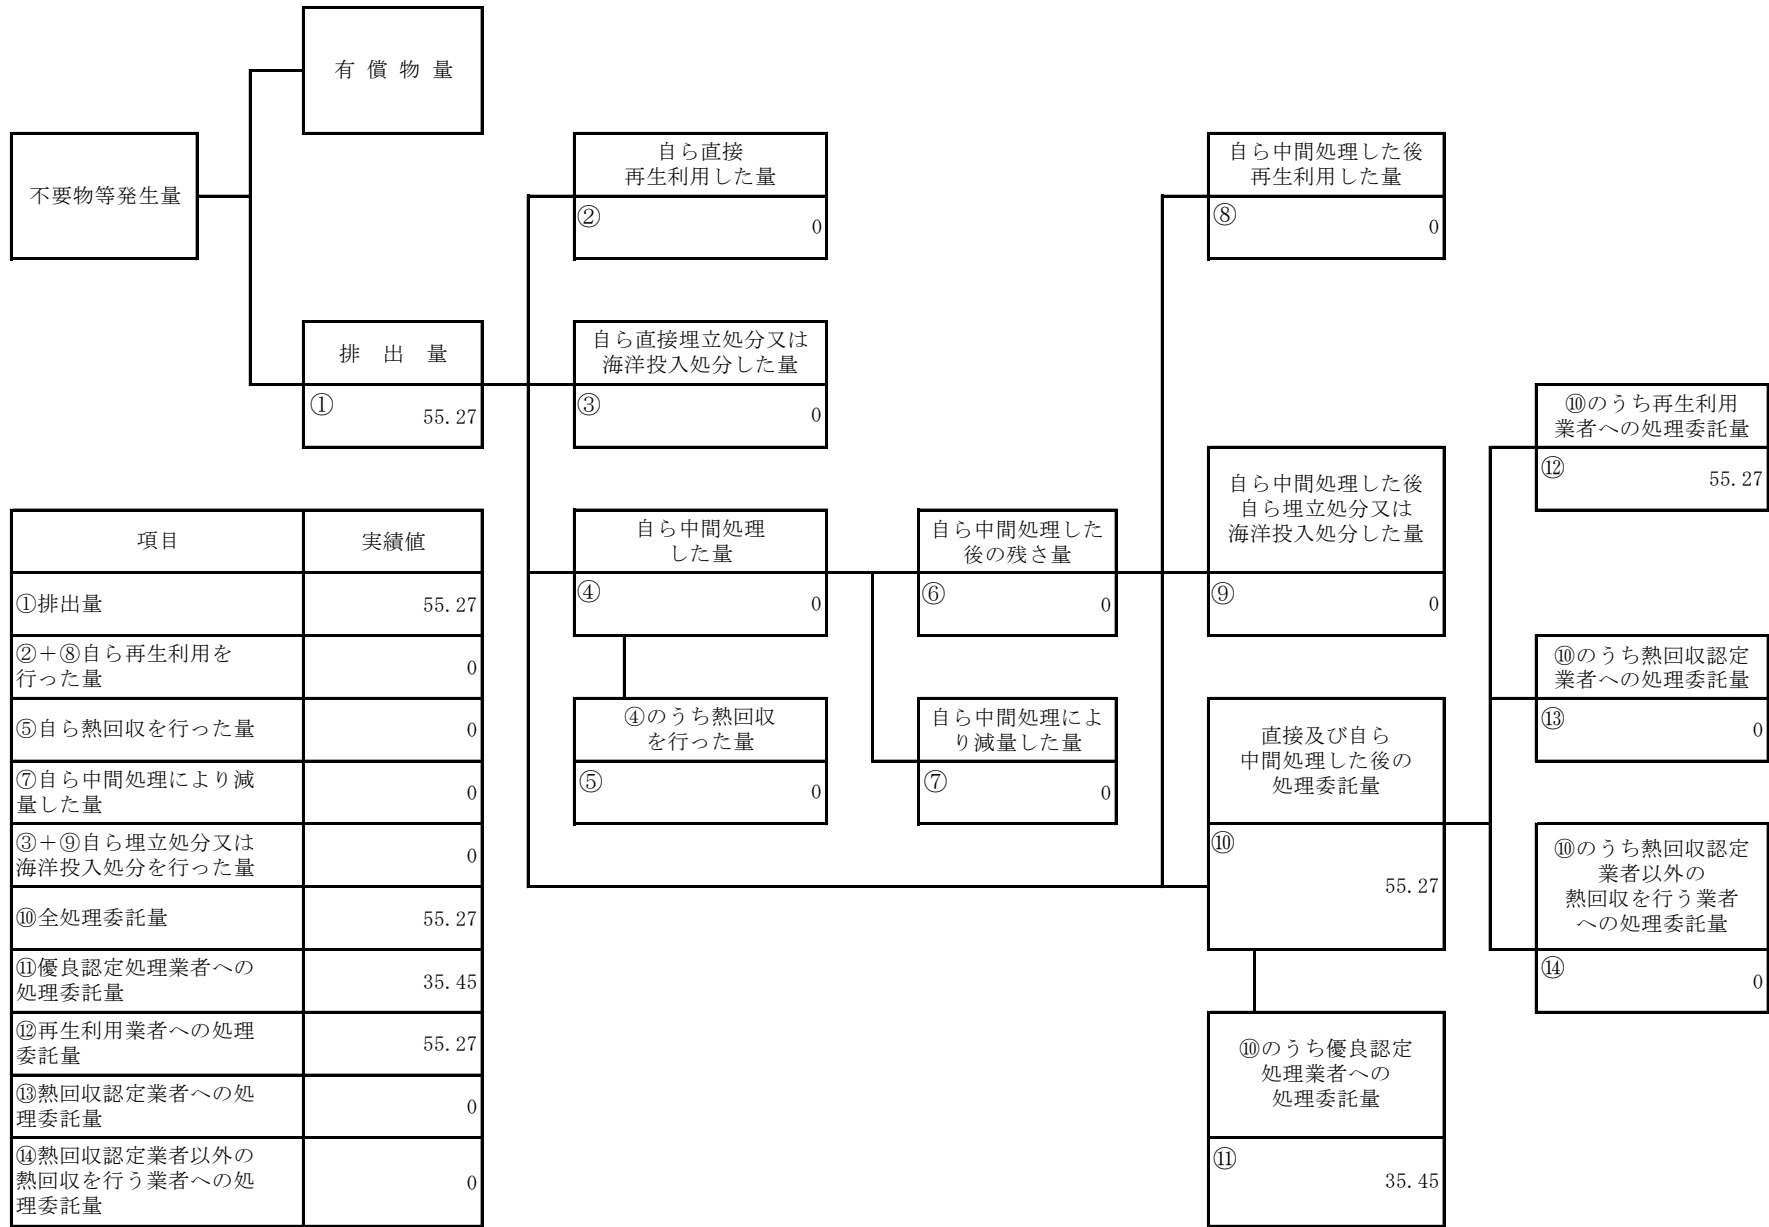 有 償 物 量
不要物等発生量
自ら直接
再生利用した量
②
0
自ら中間処理した後
再生利用した量
⑧
0
排 出 量
①
55.27
自ら直接埋立処分又は
海洋投入処分した量
③
0
⑩のうち再生利用
業者への処理委託量
⑫
55.27
自ら中間処理
した量
④
0
自ら中間処理した
後の残さ量
⑥
0
自ら中間処理した後
自ら埋立処分又は
海洋投入処分した量
⑨
0
⑩のうち熱回収認定
業者への処理委託量
⑬
0
④のうち熱回収
を行った量
⑤
0
自ら中間処理によ
り減量した量
⑦
0
直接及び自ら
中間処理した後の
処理委託量
⑩
55.27
⑩のうち熱回収認定
業者以外の
熱回収を行う業者
への処理委託量
⑭
0
⑩のうち優良認定
処理業者への
処理委託量
⑪
35.45
項目
実績値
①排出量
55.27
②+⑧自ら再生利用を
行った量
0
⑤自ら熱回収を行った量
0
⑦自ら中間処理により減
量した量
0
③+⑨自ら埋立処分又は
海洋投入処分を行った量
0
⑩全処理委託量
55.27
⑪優良認定処理業者への
処理委託量
35.45
⑫再生利用業者への処理
委託量
55.27
⑬熱回収認定業者への処
理委託量
0
⑭熱回収認定業者以外の
熱回収を行う業者への処
理委託量
0